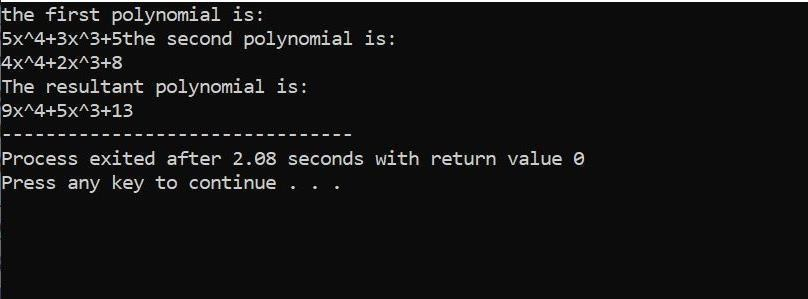 the first polynomial is:
5x^4+3x^3+5the second polynomial is:
4x^4+2x^3+8
The resultant polynomial is:
9x^4+5x^3+13
--------------------------------
Process exited after 2.08 seconds with return value 0
Press any key to continue . . .